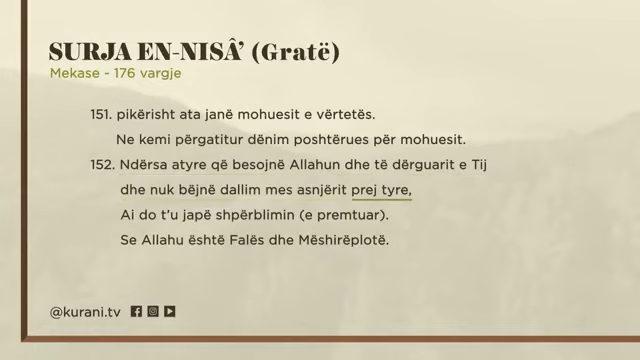 SURJA EN-NISÂ’ (Gratë)
Mekase - 176 vargje
151. pikërisht ata janë mohuesit e vërtetës.
Ne kemi përgatitur dënim poshtërues për mohuesit.
152. Ndërsa atyre që besojnë Allahun dhe të dërguarit e Tij
dhe nuk bëjnë dallim mes asnjërit prej tyre,
Ai do t’u japë shpërblimin (e premtuar).
Se Allahu është Falës dhe Mëshirëplotë.
@kurani.tv